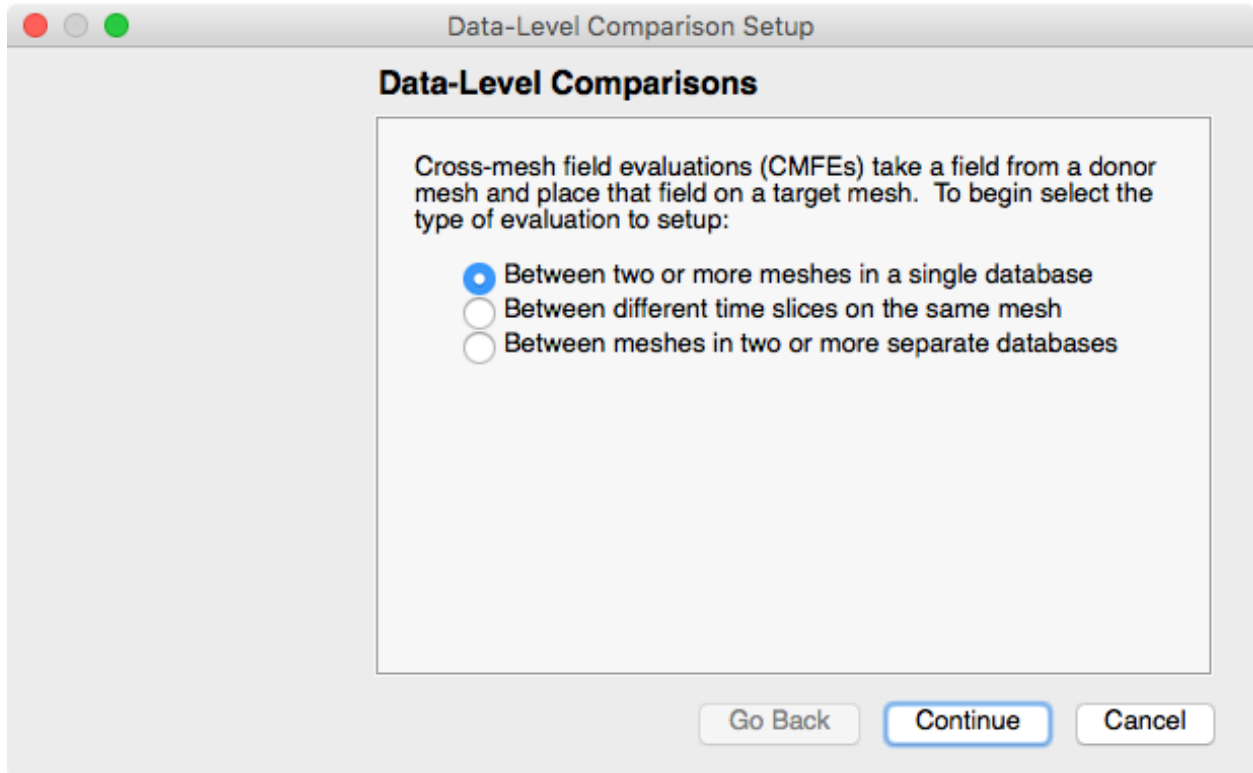 Data-Level Comparison Setup
Data-Level Comparisons
Cross-mesh field evaluations (CMFEs) take a field from a donor
mesh and place that field on a target mesh.  To begin select the
type of evaluation to setup:
Between two or more meshes in a single database
Between different time slices on the same mesh
Between meshes in two or more separate databases
Go Back
Continue
Cancel